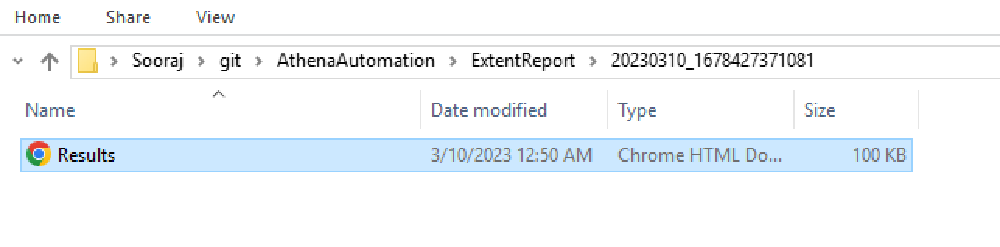 Home Share View
Sooraj > git > AthenaAutomation > ExtentReport > 20230310_1678427371081
Name Date modified Type Size
Results 3/10/2023 12:50 AM Chrome HTML Do... 100 KB